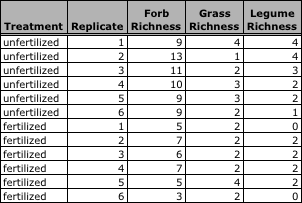 Treatment Replicate Forb Richness Grass Richness Legume Richness
unfertilized 1 9 4 4
unfertilized 2 13 1 4
unfertilized 3 11 2 3
unfertilized 4 10 3 2
unfertilized 5 9 3 2
unfertilized 6 9 2 1
fertilized 1 5 2 0
fertilized 2 7 2 2
fertilized 3 6 2 2
fertilized 4 7 2 2
fertilized 5 5 4 2
fertilized 6 3 2 0